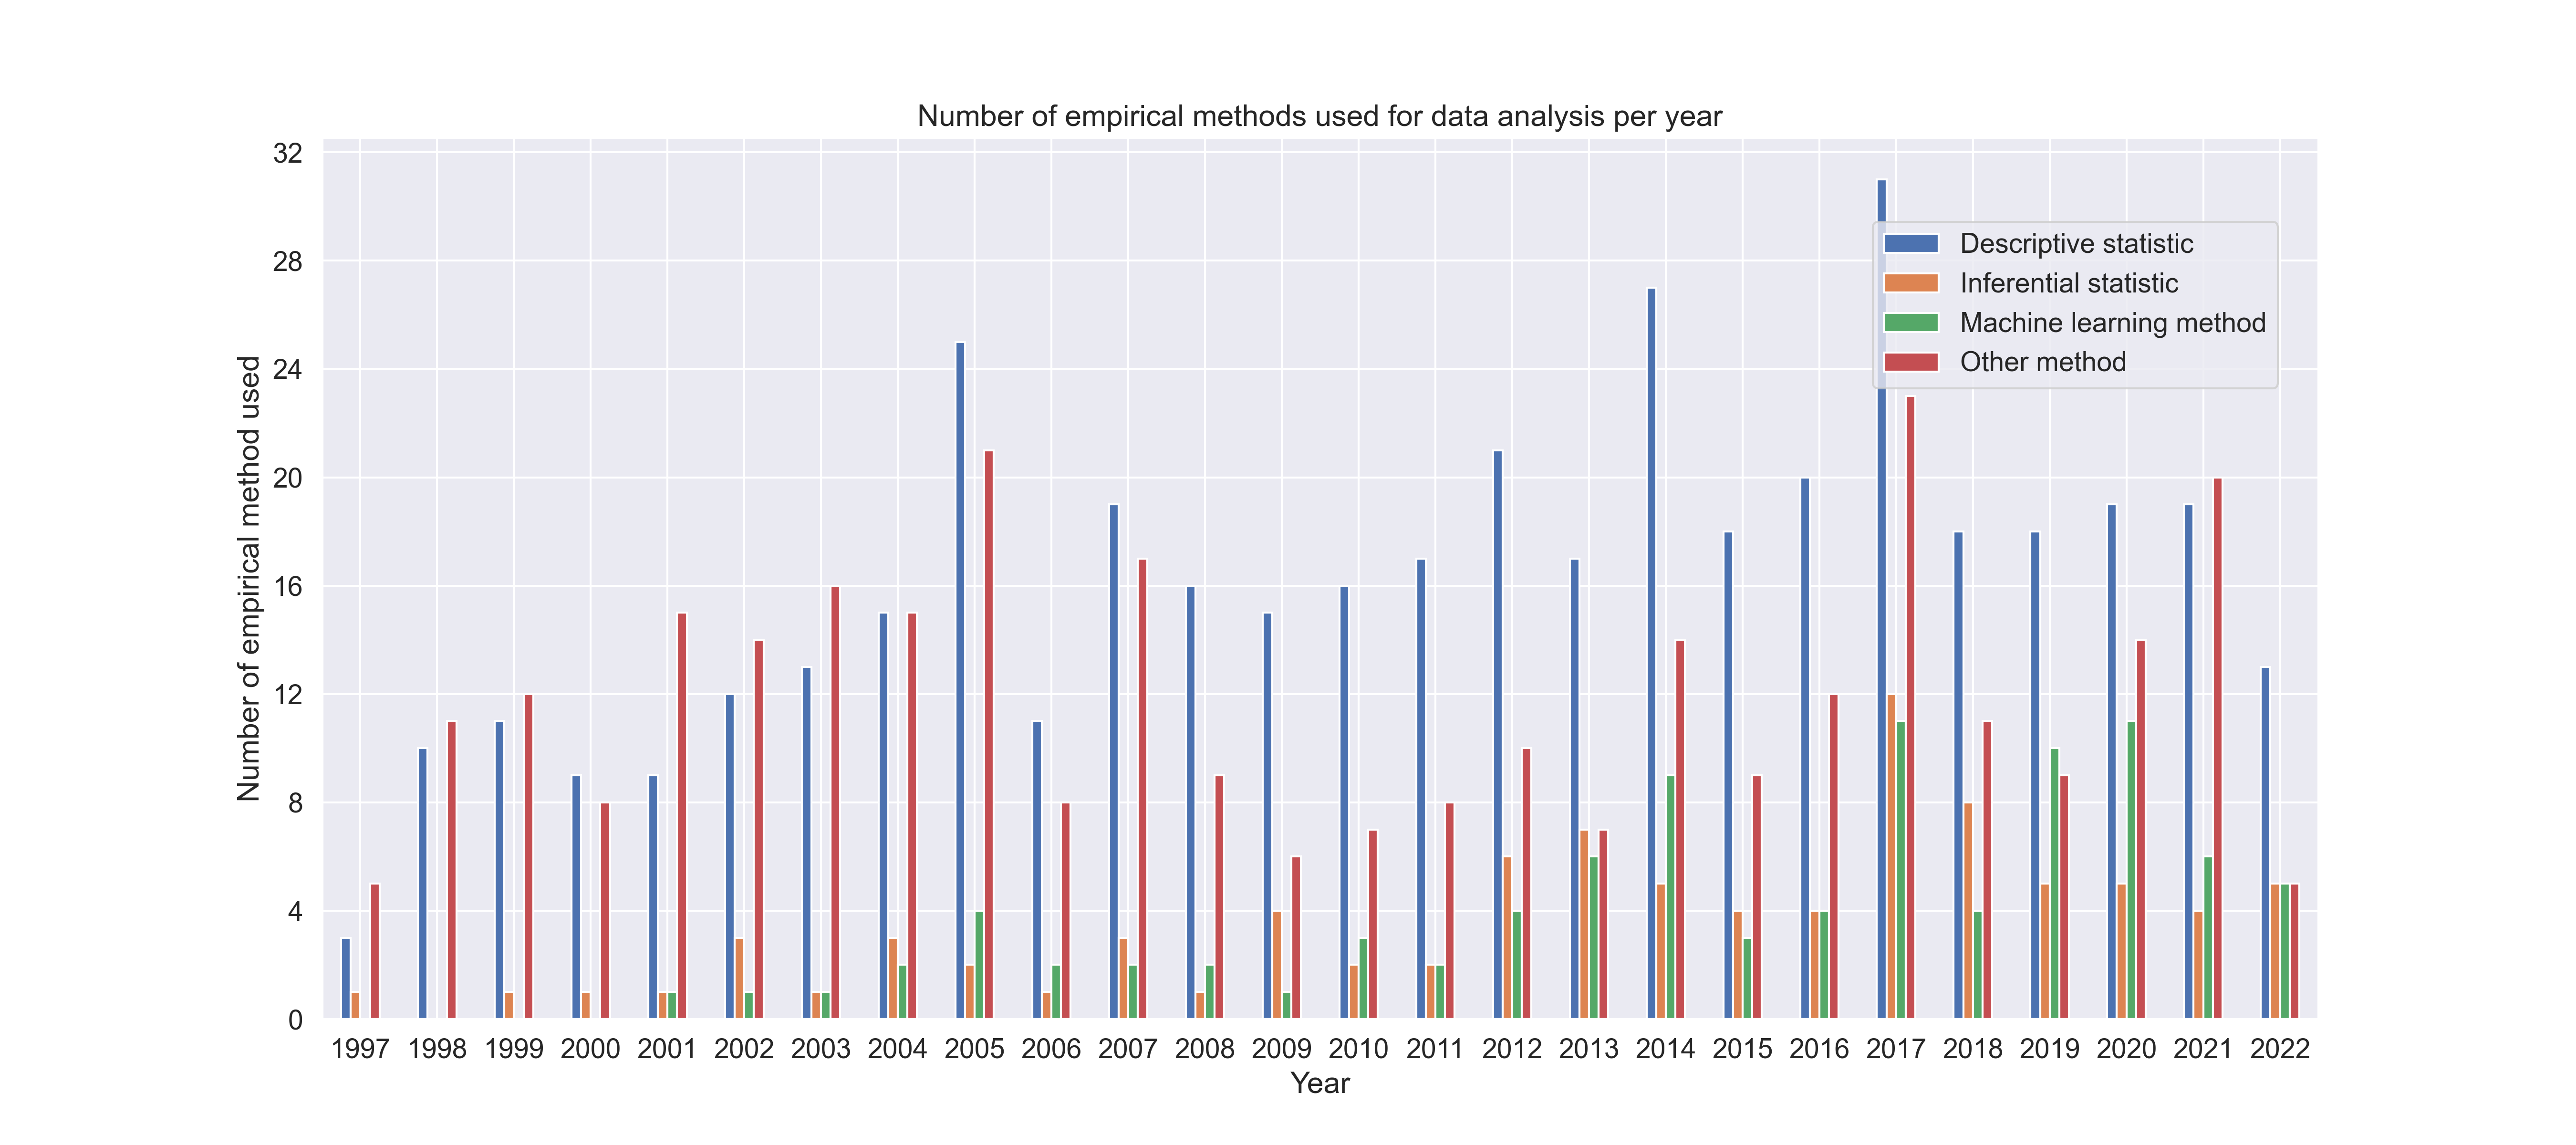 Number of empirical methods used for data analysis per year
Number of empirical method used
32
28
24
20
16
12
8
4
0
Descriptive statistic
Inferential statistic
Machine learning method
Other method
1997 1998 1999 2000 2001 2002 2003 2004 2005 2006 2007 2008 2009 2010 2011 2012 2013 2014 2015 2016 2017 2018 2019 2020 2021 2022
Year